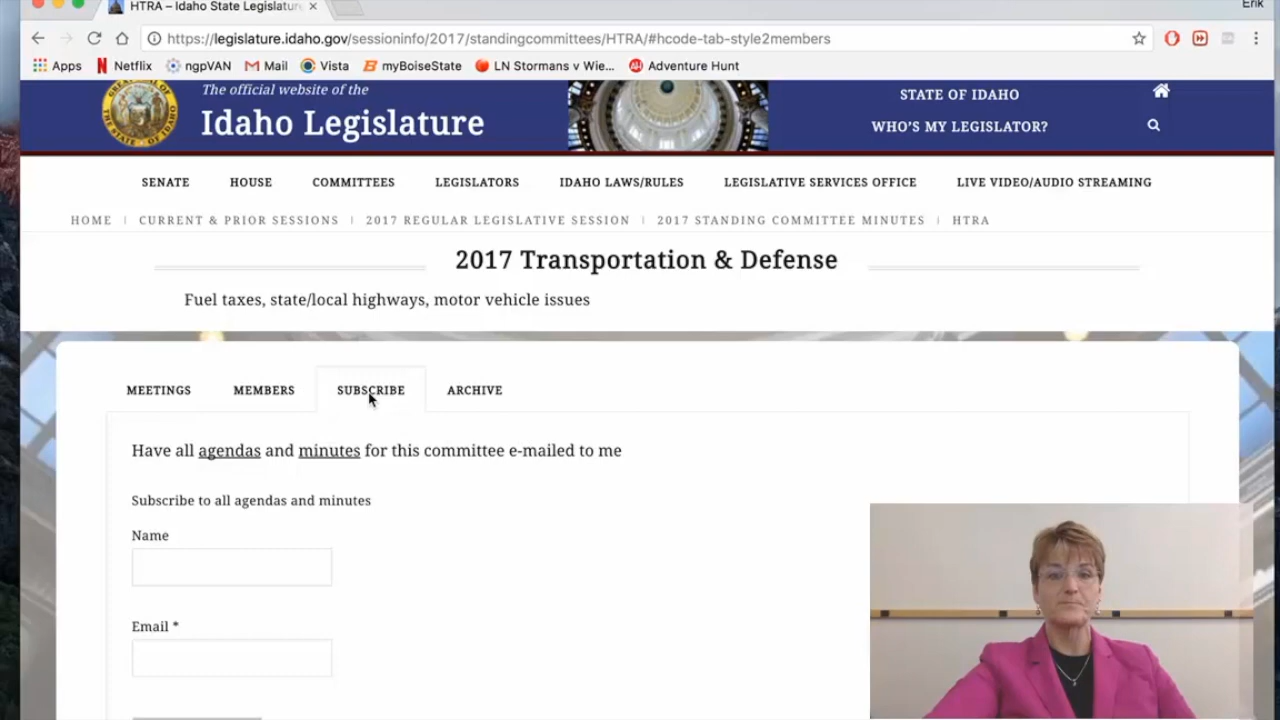 HTRA – Idaho State Legislatur
Erik
https://legislature.idaho.gov/sessioninfo/2017/standingcommittees/HTRA/#hcode-tab-style2members
Apps Netflix ngpVAN Mail Vista myBoiseState LN Stormans v Wie... Adventure Hunt
The official website of the
Idaho Legislature
STATE OF IDAHO
WHO'S MY LEGISLATOR?
SENATE HOUSE COMMITTEES LEGISLATORS IDAHO LAWS/RULES LEGISLATIVE SERVICES OFFICE LIVE VIDEO/AUDIO STREAMING
HOME CURRENT & PRIOR SESSIONS 2017 REGULAR LEGISLATIVE SESSION 2017 STANDING COMMITTEE MINUTES HTRA
2017 Transportation & Defense
Fuel taxes, state/local highways, motor vehicle issues
MEETINGS MEMBERS SUBSCRIBE ARCHIVE
Have all agendas and minutes for this committee e-mailed to me
Subscribe to all agendas and minutes
Name
Email *